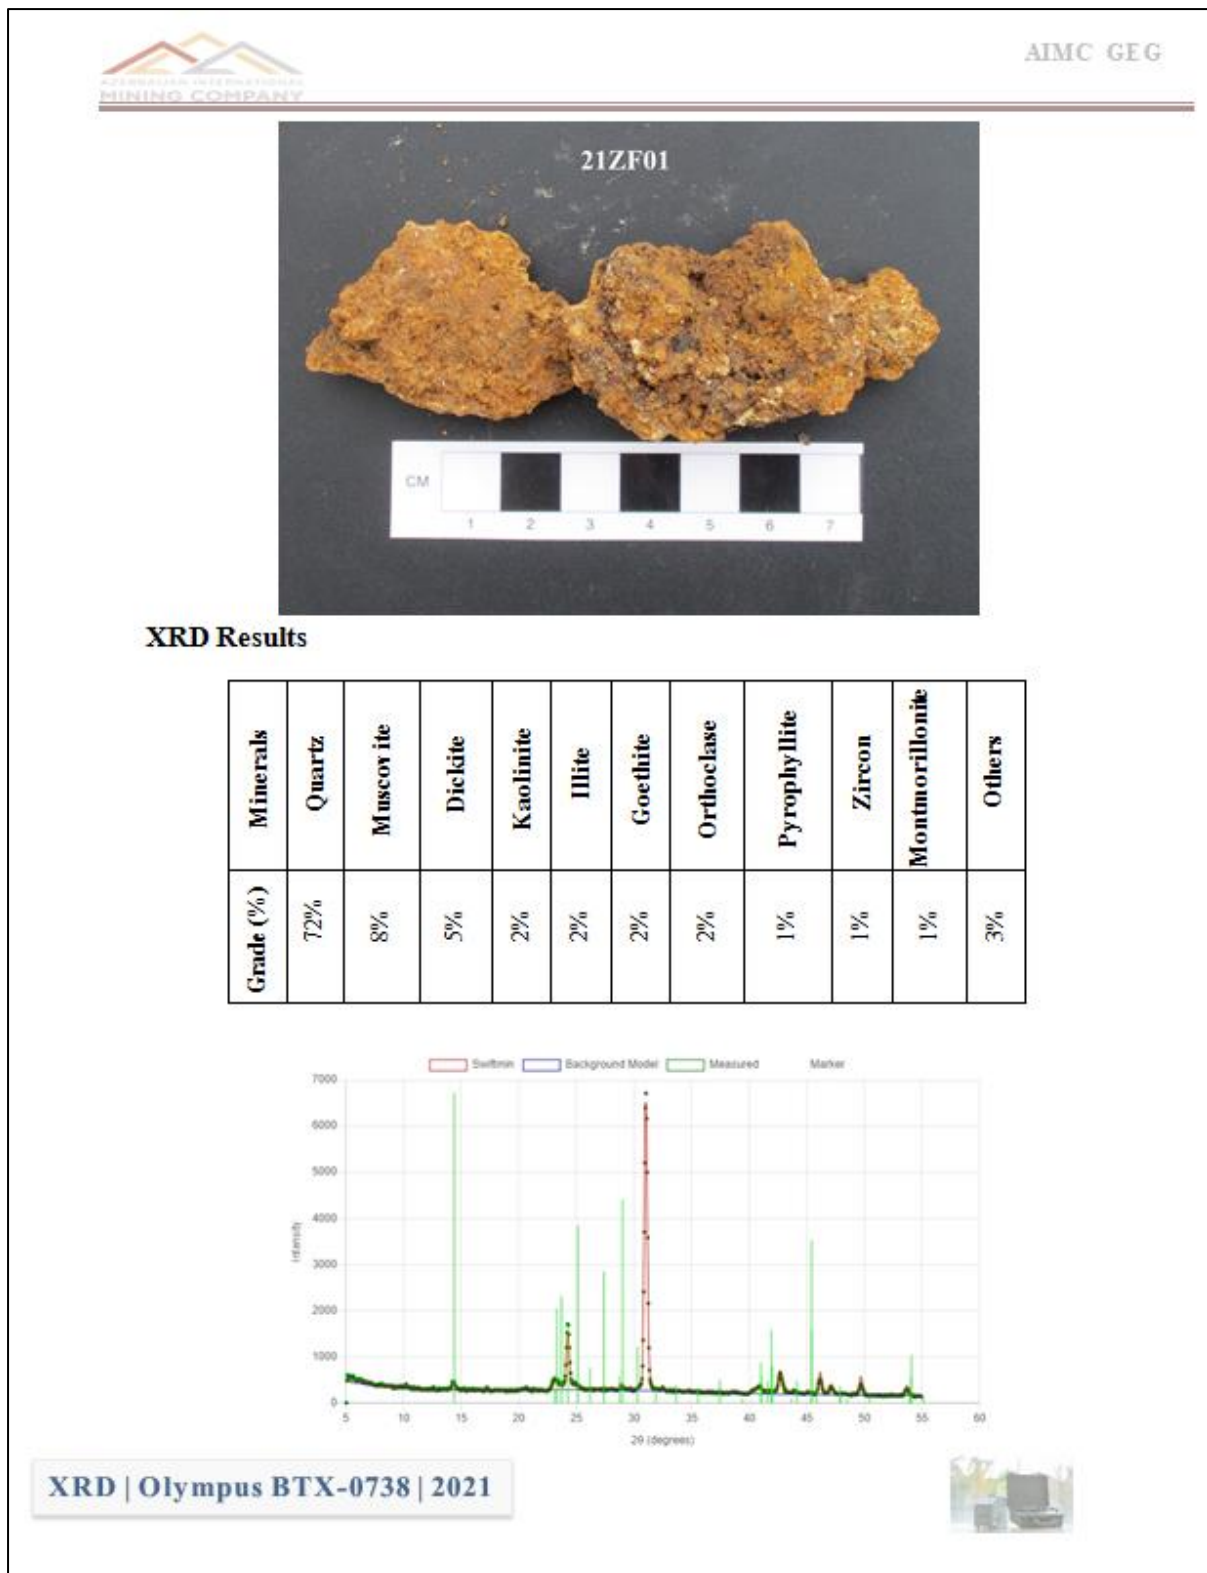 AZERBAIJAN INTERNATIONAL
MINING COMPANY
AIMC GEG
21ZF01
CM
1 2 3 4 5 6 7
XRD Results
Minerals Quartz Muscovite Dickite Kaolinite Illite Goethite Orthoclase Pyrophyllite Zircon Montmorillonite Others
Grade (%) 72% 8% 5% 2% 2% 2% 2% 1% 1% 1% 3%
Swiftmin Background Model Measured Marker
7000
6000
5000
4000
3000
2000
1000
0
Intensity
5 10 15 20 25 30 35 40 45 50 55 60
2θ (degrees)
XRD | Olympus BTX-0738 | 2021